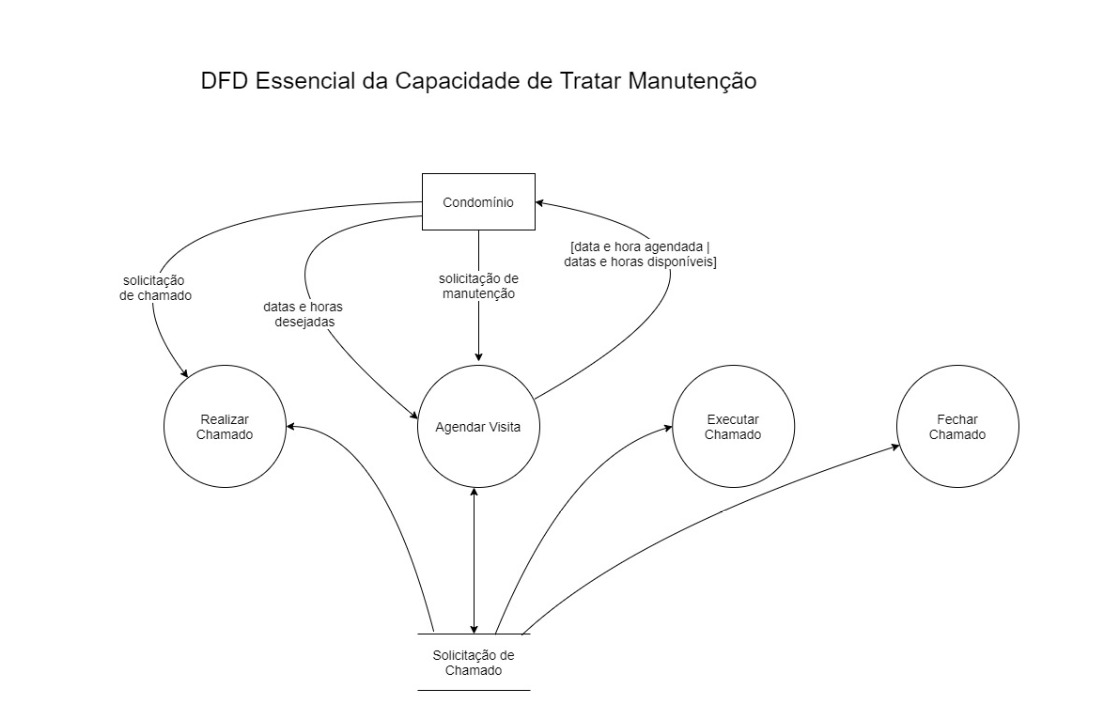 DFD Essencial da Capacidade de Tratar Manutenção
Condomínio
[data e hora agendada |
datas e horas disponíveis]
solicitação
de chamado
solicitação de
manutenção
datas e horas
desejadas
Realizar
Chamado
Agendar Visita
Executar
Chamado
Fechar
Chamado
Solicitação de
Chamado